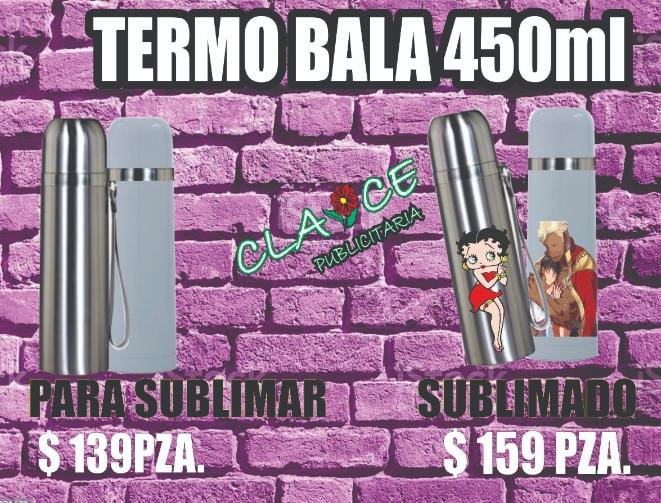 TERMO BALA 450ml
CLA CE
PUBLICITARIA
PARA SUBLIMAR
$ 139PZA.
SUBLIMADO
$ 159 PZA.